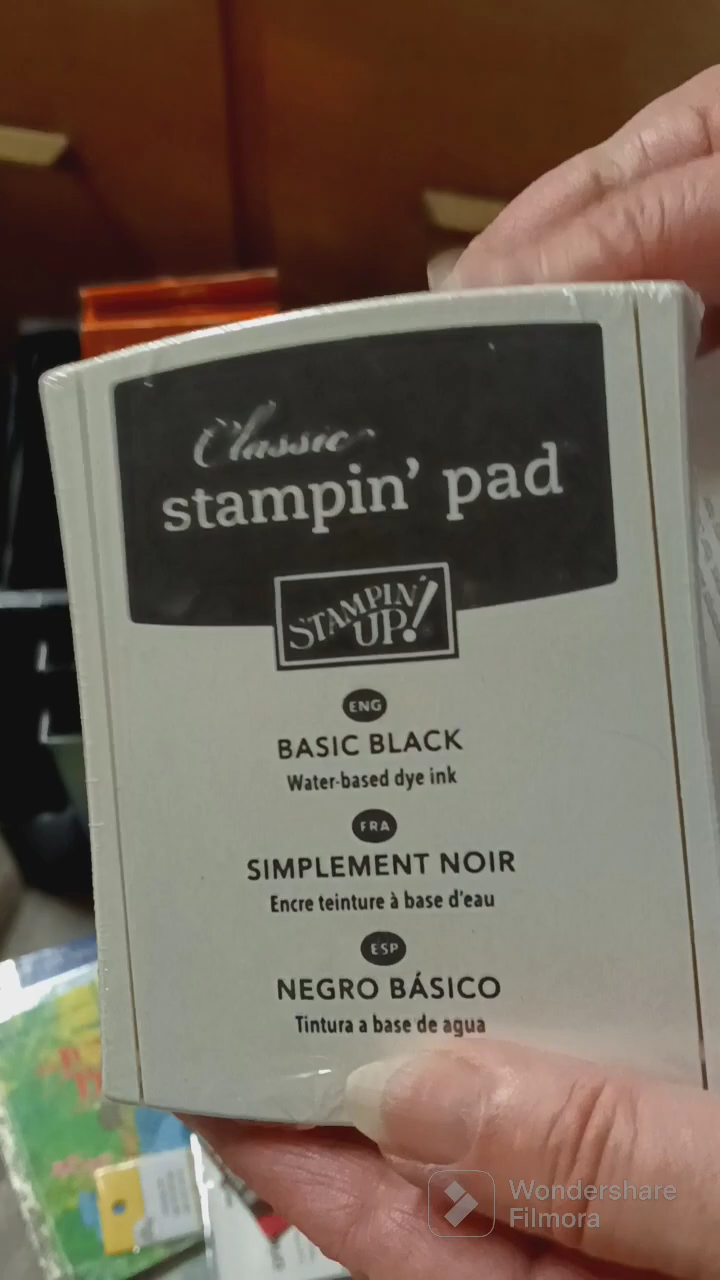 Classic
stampin' pad
STAMPIN'
UP!
ENG
BASIC BLACK
Water-based dye ink
FRA
SIMPLEMENT NOIR
Encre teinture à base d'eau
ESP
NEGRO BÁSICO
Tintura a base de agua
Wondershare
Filmora